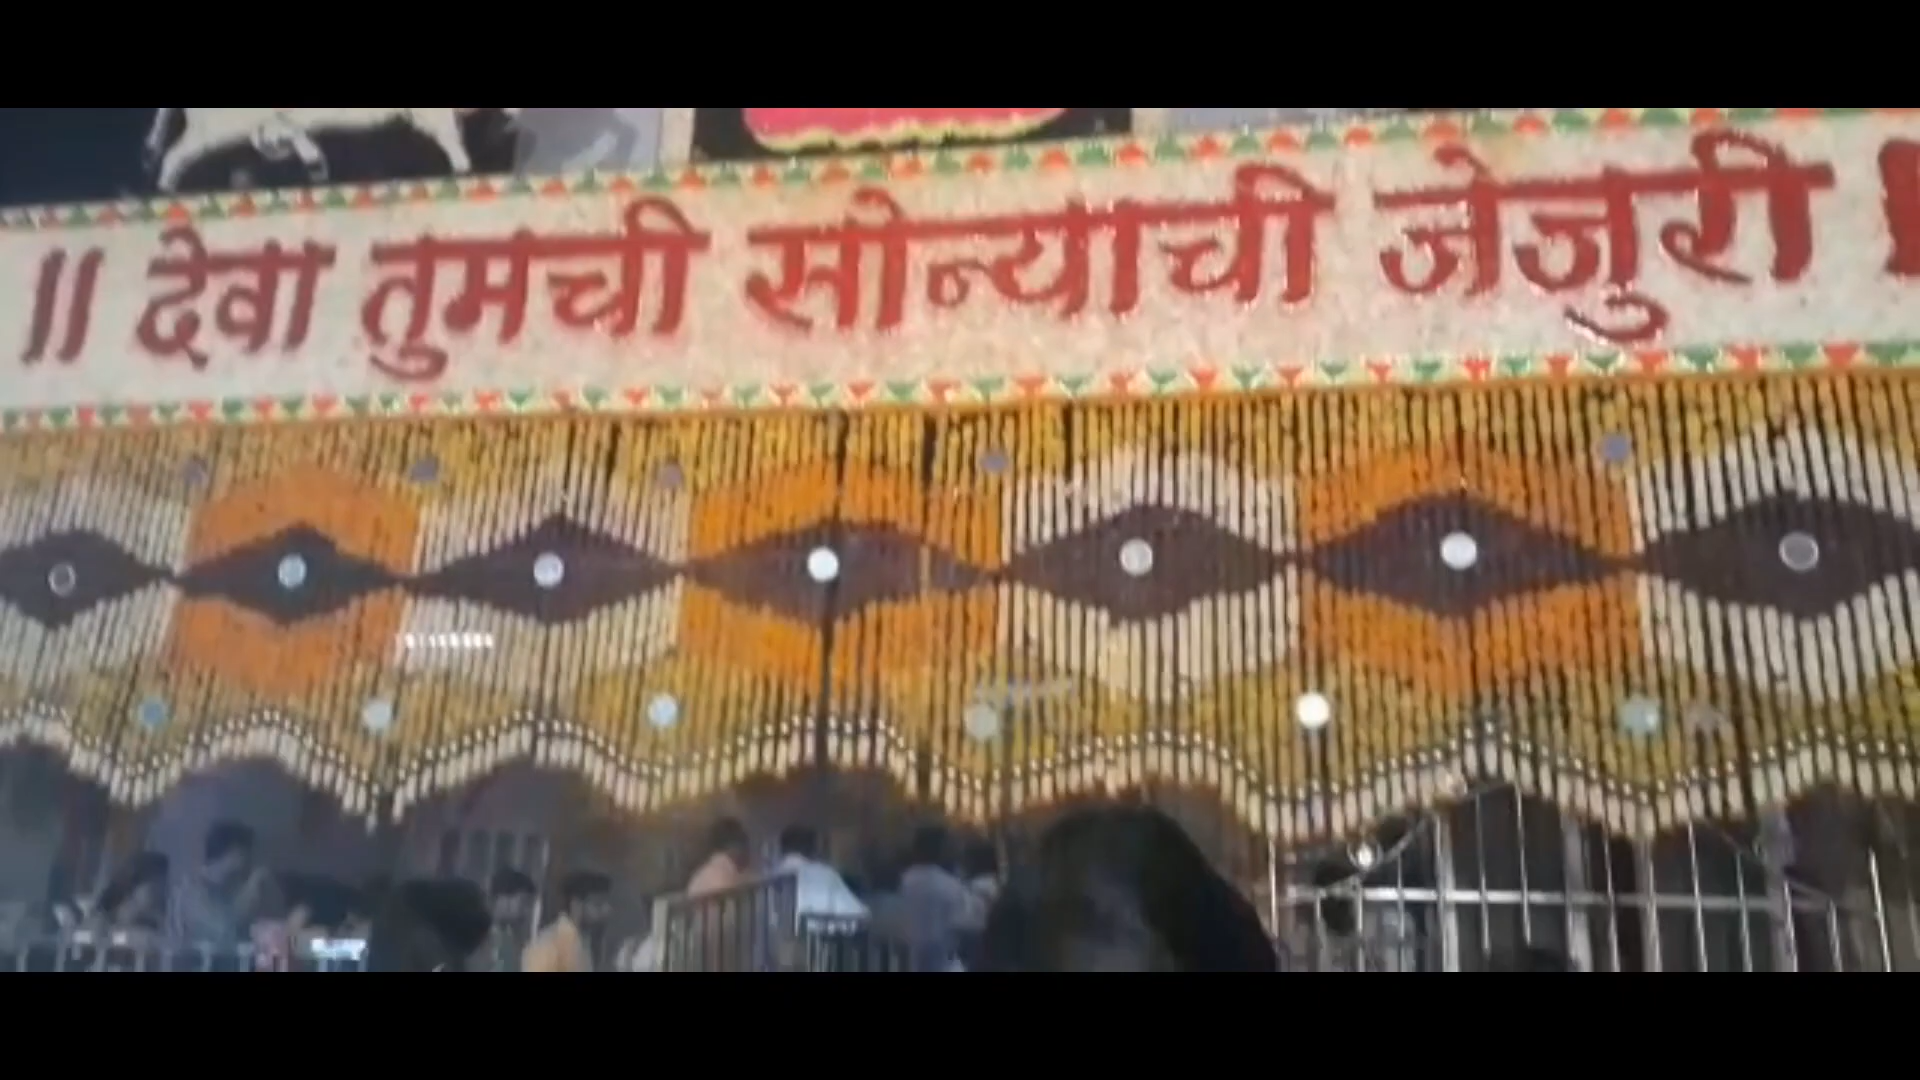 ॥ देवा तुमची सोन्याची जेजुरी ॥